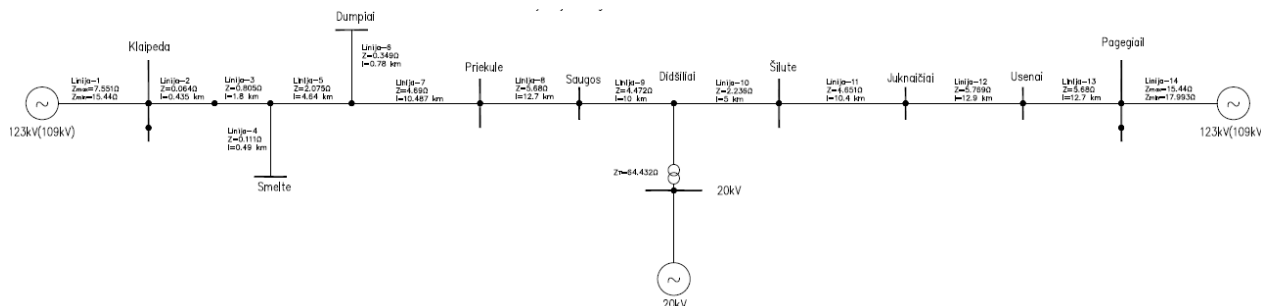 Dumpiai
Klaipeda
Linija-6
Z=0.349Ω
l=0.78 km
Pagegiail
Linija-1
Zmax=7.551Ω
Zmin=15.44Ω
Linija-2
Z=0.064Ω
l=0.435 km
Linija-3
Z=0.805Ω
l=1.8 km
Linija-5
Z=2.075Ω
l=4.64 km
Linija-7
Z=4.69Ω
l=10.487 km
Priekule
Linija-8
Z=5.68Ω
l=12.7 km
Saugos
Linija-9
Z=4.472Ω
l=10 km
Didšiliai
Linija-10
Z=2.236Ω
l=5 km
Šilute
Linija-11
Z=4.651Ω
l=10.4 km
Juknaičiai
Linija-12
Z=5.769Ω
l=12.9 km
Usenai
Linija-13
Z=5.68Ω
l=12.7 km
Linija-14
Zmax=15.44Ω
Zmin=17.993Ω
123kV(109kV)
Linija-4
Z=0.111Ω
l=0.49 km
Smelte
123kV(109kV)
Zт=64.432Ω
20kV
20kV